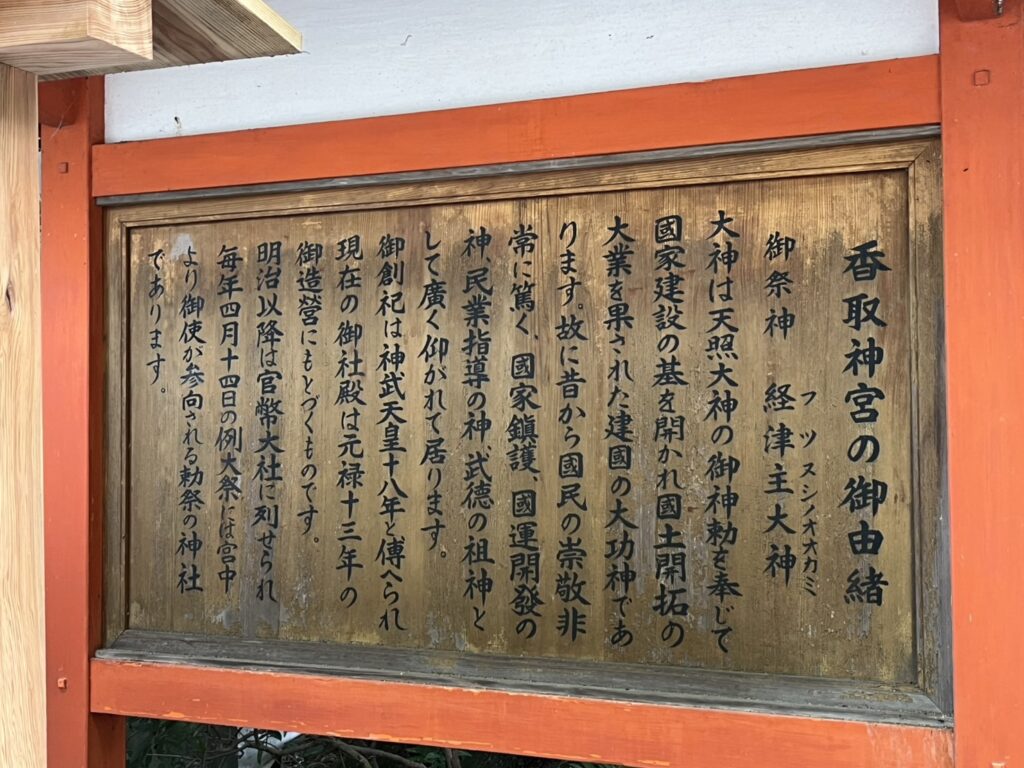 香取神宮の御由緒
フツヌシノオオカミ
御祭神 経津主大神
大神は天照大神の御神勅を奉じて
國家建設の基を開かれ國土開拓の
大業を果された建國の大功神であ
ります。故に昔から國民の崇敬非
常に篤く、國家鎮護、國運開發の
神、民業指導の神、武徳の祖神と
して廣く仰がれて居ります。
御創祀は神武天皇十八年と傳へられ
現在の御社殿は元禄十三年の
御造營にもとづくものです。
明治以降は官幣大社に列せられ
毎年四月十四日の例大祭には宮中
より御使が参向される勅祭の神社
であります。